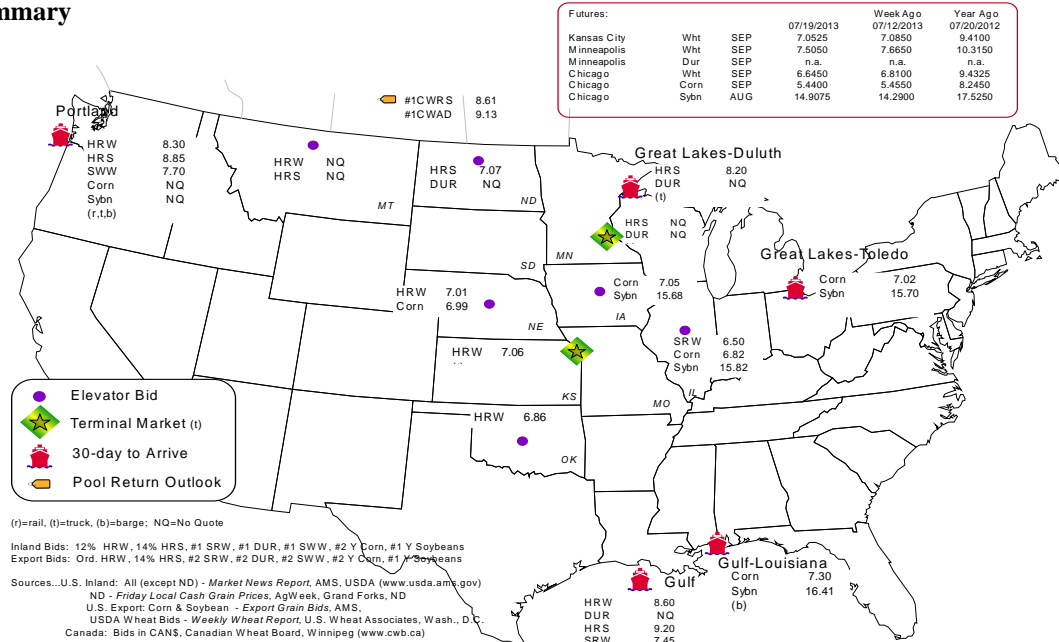 mmary
Futures:
Week Ago Year Ago
07/19/2013 07/12/2013 07/20/2012
Kansas City Wht SEP 7.0525 7.0850 9.4100
Minneapolis Wht SEP 7.5050 7.6650 10.3150
Minneapolis Dur SEP n.a. n.a. n.a.
Chicago Wht SEP 6.6450 6.8100 9.4325
Chicago Corn SEP 5.4400 5.4550 8.2450
Chicago Sybn AUG 14.9075 14.2900 17.5250
#1CWRS 8.61
#1CWAD 9.13
Portland
HRW 8.30
HRS 8.85
SWW 7.70
Corn NQ
Sybn NQ
(r,t,b)
HRW NQ
HRS NQ
MT
HRS 7.07
DUR NQ
ND
Great Lakes-Duluth
HRS 8.20
DUR NQ
(t)
HRS NQ
DUR NQ
MN
SD
Great Lakes-Toledo
Corn 7.02
Sybn 15.70
HRW 7.01
Corn 6.99
NE
Corn 7.05
Sybn 15.68
IA
SRW 6.50
Corn 6.82
Sybn 15.82
IL
HRW 7.06
KS
MO
HRW 6.86
OK
Elevator Bid
Terminal Market (t)
30-day to Arrive
Pool Return Outlook
Gulf-Louisiana
Corn 7.30
Sybn 16.41
(b)
Gulf
HRW 8.60
DUR NQ
HRS 9.20
SRW 7.45
(r)=rail, (t)=truck, (b)=barge; NQ=No Quote
Inland Bids: 12% HRW, 14% HRS, #1 SRW, #1 DUR, #1 SWW, #2 Y Corn, #1 Y Soybeans
Export Bids: Ord. HRW, 14% HRS, #2 SRW, #2 DUR, #2 SWW, #2 Y Corn, #1 Y Soybeans
Sources...U.S. Inland: All (except ND) - Market News Report, AMS, USDA (www.usda.ams.gov)
ND - Friday Local Cash Grain Prices, AgWeek, Grand Forks, ND
U.S. Export: Corn & Soybean - Export Grain Bids, AMS,
USDA Wheat Bids - Weekly Wheat Report, U.S. Wheat Associates, Wash., D.C.
Canada: Bids in CAN$, Canadian Wheat Board, Winnipeg (www.cwb.ca)